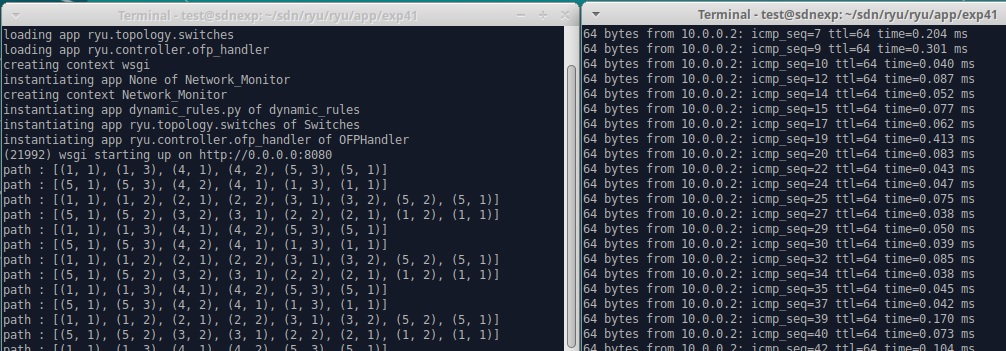 Terminal - test@sdnexp: ~/sdn/ryu/ryu/app/exp41
loading app ryu.topology.switches
loading app ryu.controller.ofp_handler
creating context wsgi
instantiating app None of Network_Monitor
creating context Network_Monitor
instantiating app dynamic_rules.py of dynamic_rules
instantiating app ryu.topology.switches of Switches
instantiating app ryu.controller.ofp_handler of OFPHandler
(21992) wsgi starting up on http://0.0.0.0:8080
path : [(1, 1), (1, 3), (4, 1), (4, 2), (5, 3), (5, 1)]
path : [(5, 1), (5, 3), (4, 2), (4, 1), (1, 3), (1, 1)]
path : [(1, 1), (1, 2), (2, 1), (2, 2), (3, 1), (3, 2), (5, 2), (5, 1)]
path : [(5, 1), (5, 2), (3, 2), (3, 1), (2, 2), (2, 1), (1, 2), (1, 1)]
path : [(1, 1), (1, 3), (4, 1), (4, 2), (5, 3), (5, 1)]
path : [(5, 1), (5, 3), (4, 2), (4, 1), (1, 3), (1, 1)]
path : [(1, 1), (1, 2), (2, 1), (2, 2), (3, 1), (3, 2), (5, 2), (5, 1)]
path : [(5, 1), (5, 2), (3, 2), (3, 1), (2, 2), (2, 1), (1, 2), (1, 1)]
path : [(1, 1), (1, 3), (4, 1), (4, 2), (5, 3), (5, 1)]
path : [(5, 1), (5, 3), (4, 2), (4, 1), (1, 3), (1, 1)]
path : [(1, 1), (1, 2), (2, 1), (2, 2), (3, 1), (3, 2), (5, 2), (5, 1)]
path : [(5, 1), (5, 2), (3, 2), (3, 1), (2, 2), (2, 1), (1, 2), (1, 1)]
path : [(1, 1), (1, 3), (4, 1), (4, 2), (5, 3), (5, 1)]
Terminal - test@sdnexp: ~/sdn/ryu/ryu/app/exp41
64 bytes from 10.0.0.2: icmp_seq=7 ttl=64 time=0.204 ms
64 bytes from 10.0.0.2: icmp_seq=9 ttl=64 time=0.301 ms
64 bytes from 10.0.0.2: icmp_seq=10 ttl=64 time=0.040 ms
64 bytes from 10.0.0.2: icmp_seq=12 ttl=64 time=0.087 ms
64 bytes from 10.0.0.2: icmp_seq=14 ttl=64 time=0.052 ms
64 bytes from 10.0.0.2: icmp_seq=15 ttl=64 time=0.077 ms
64 bytes from 10.0.0.2: icmp_seq=17 ttl=64 time=0.062 ms
64 bytes from 10.0.0.2: icmp_seq=19 ttl=64 time=0.413 ms
64 bytes from 10.0.0.2: icmp_seq=20 ttl=64 time=0.083 ms
64 bytes from 10.0.0.2: icmp_seq=22 ttl=64 time=0.043 ms
64 bytes from 10.0.0.2: icmp_seq=24 ttl=64 time=0.047 ms
64 bytes from 10.0.0.2: icmp_seq=25 ttl=64 time=0.075 ms
64 bytes from 10.0.0.2: icmp_seq=27 ttl=64 time=0.038 ms
64 bytes from 10.0.0.2: icmp_seq=29 ttl=64 time=0.050 ms
64 bytes from 10.0.0.2: icmp_seq=30 ttl=64 time=0.039 ms
64 bytes from 10.0.0.2: icmp_seq=32 ttl=64 time=0.085 ms
64 bytes from 10.0.0.2: icmp_seq=34 ttl=64 time=0.038 ms
64 bytes from 10.0.0.2: icmp_seq=35 ttl=64 time=0.045 ms
64 bytes from 10.0.0.2: icmp_seq=37 ttl=64 time=0.042 ms
64 bytes from 10.0.0.2: icmp_seq=39 ttl=64 time=0.170 ms
64 bytes from 10.0.0.2: icmp_seq=40 ttl=64 time=0.073 ms
64 bytes from 10.0.0.2: icmp_seq=42 ttl=64 time=0.104 ms